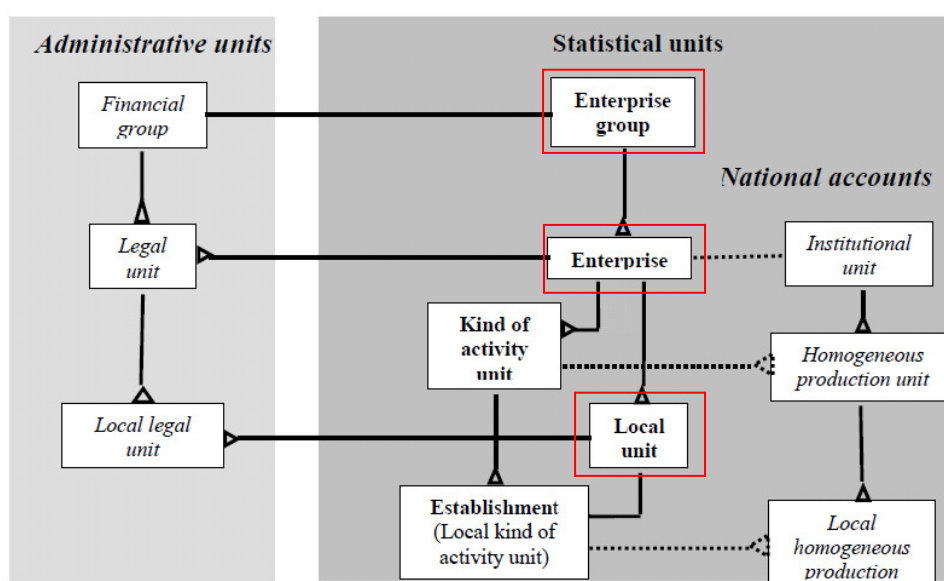 Administrative units
Statistical units
Financial
group
Enterprise
group
National accounts
Legal
unit
Enterprise
Institutional
unit
Kind of
activity
unit
Homogeneous
production unit
Local legal
unit
Local
unit
Establishment
(Local kind of
activity unit)
Local
homogeneous
production